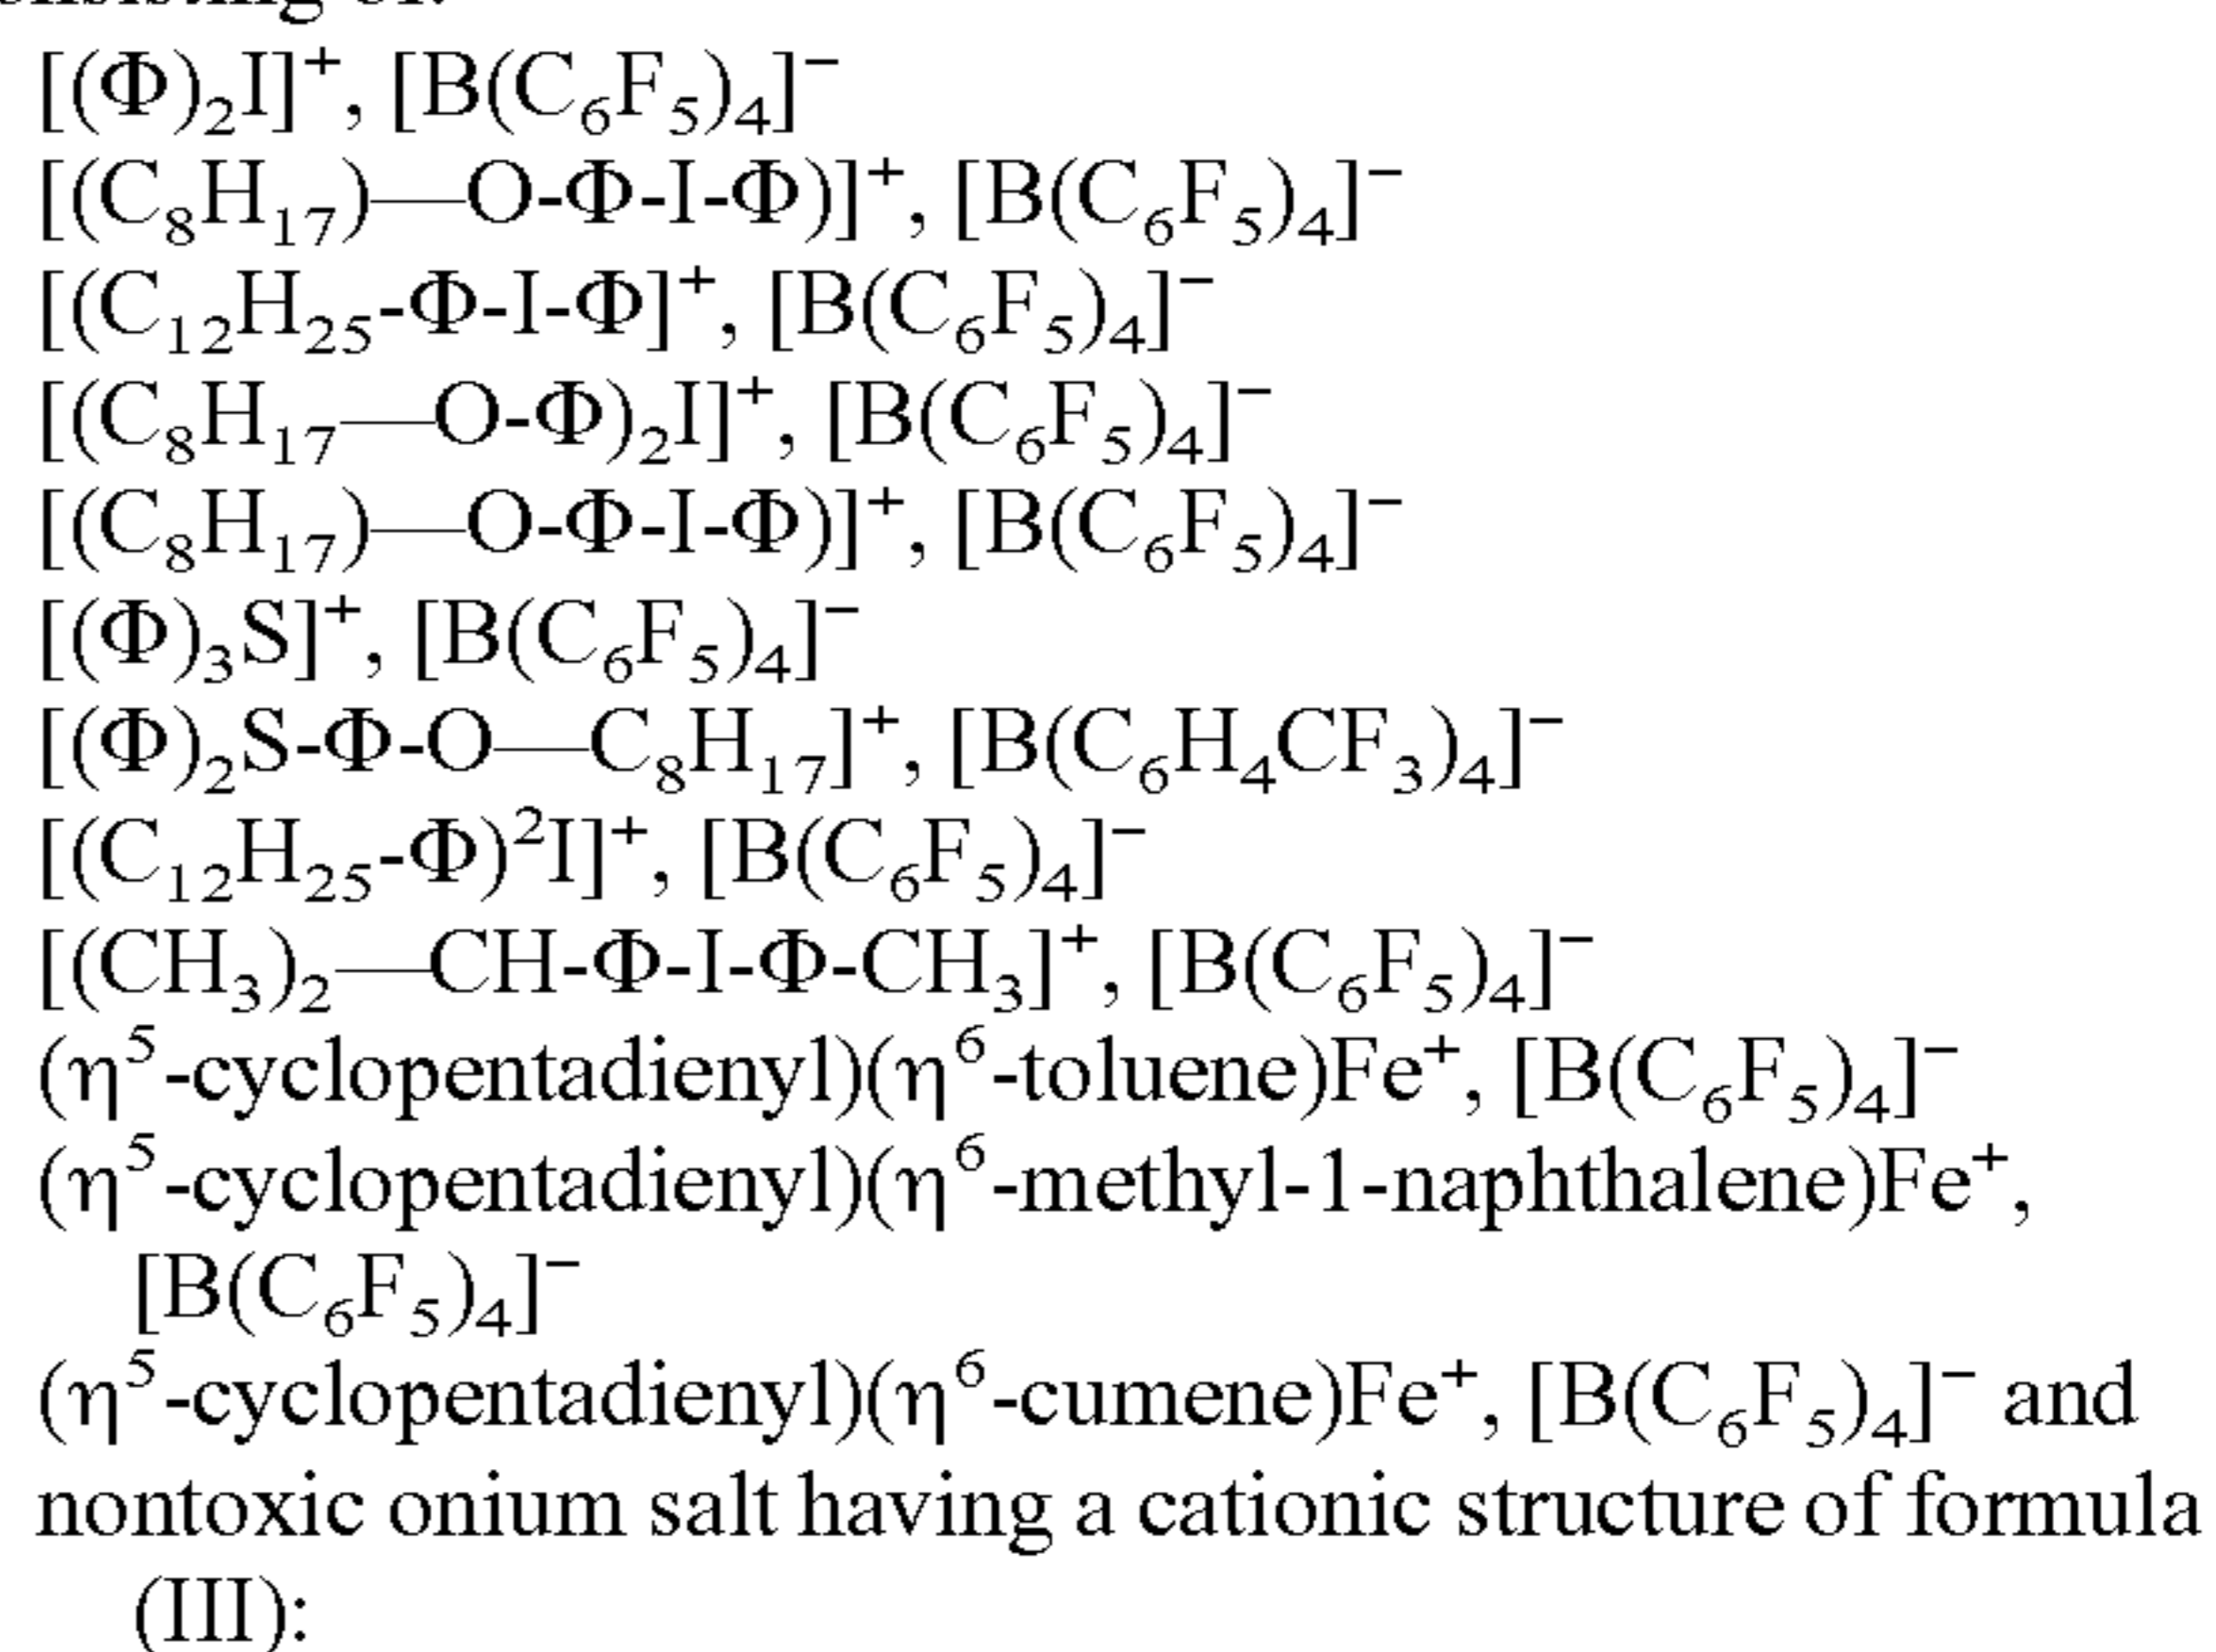 [(Φ)₂I]⁺, [B(C₆F₅)₄]⁻
[(C₈H₁₇)—O-Φ-I-Φ)]⁺, [B(C₆F₅)₄]⁻
[(C₁₂H₂₅-Φ-I-Φ]⁺, [B(C₆F₅)₄]⁻
[(C₈H₁₇—O-Φ)₂I]⁺, [B(C₆F₅)₄]⁻
[(C₈H₁₇)—O-Φ-I-Φ)]⁺, [B(C₆F₅)₄]⁻
[(Φ)₃S]⁺, [B(C₆F₅)₄]⁻
[(Φ)₂S-Φ-O—C₈H₁₇]⁺, [B(C₆H₄CF₃)₄]⁻
[(C₁₂H₂₅-Φ)²I]⁺, [B(C₆F₅)₄]⁻
[(CH₃)₂—CH-Φ-I-Φ-CH₃]⁺, [B(C₆F₅)₄]⁻
(η⁵-cyclopentadienyl)(η⁶-toluene)Fe⁺, [B(C₆F₅)₄]⁻
(η⁵-cyclopentadienyl)(η⁶-methyl-1-naphthalene)Fe⁺,
[B(C₆F₅)₄]⁻
(η⁵-cyclopentadienyl)(η⁶-cumene)Fe⁺, [B(C₆F₅)₄]⁻ and
nontoxic onium salt having a cationic structure of formula
(III):